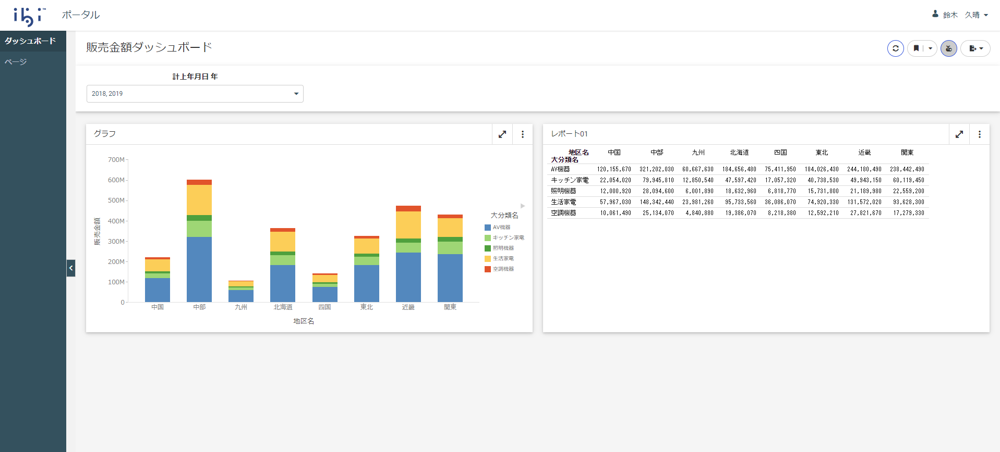 ibi™ ポータル
鈴木　久晴
ダッシュボード
ページ
販売金額ダッシュボード
計上年月日 年
2018, 2019
グラフ
700M
600M
500M
400M
300M
200M
100M
0
販売金額
中国 中部 九州 北海道 四国 東北 近畿 関東
地区名
大分類名
AV機器
キッチン家電
照明機器
生活家電
空調機器
レポート01
地区名 中国 中部 九州 北海道 四国 東北 近畿 関東
大分類名
AV機器 120,155,670 321,202,030 60,667,630 184,656,480 75,411,950 184,026,430 244,180,490 238,442,490
キッチン家電 22,054,020 79,945,810 12,850,540 47,597,420 17,057,320 40,738,530 49,943,150 60,119,450
照明機器 12,000,920 28,094,600 6,001,890 18,632,960 6,818,770 15,731,800 21,189,980 22,559,200
生活家電 57,967,030 148,342,440 23,981,260 95,733,560 36,086,070 74,920,330 131,572,020 93,628,300
空調機器 10,061,490 25,134,070 4,840,880 19,386,070 8,218,380 12,592,210 27,821,670 17,279,330